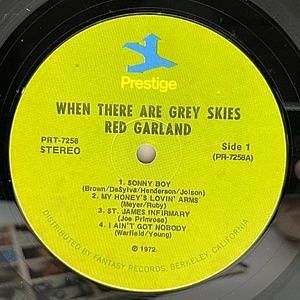 Prestige
WHEN THERE ARE GREY SKIES
RED GARLAND
PRT-7258
STEREO
Side 1
(PR-7258A)
1. SONNY BOY
(Brown/DaSylva/Henderson/Jolson)
2. MY HONEY'S LOVIN' ARMS
(Meyer/Ruby)
3. ST. JAMES INFIRMARY
(Joe Primrose)
4. I AIN'T GOT NOBODY
(Warfield/Young)
℗ 1972
DISTRIBUTED BY FANTASY RECORDS, BERKELEY, CALIFORNIA